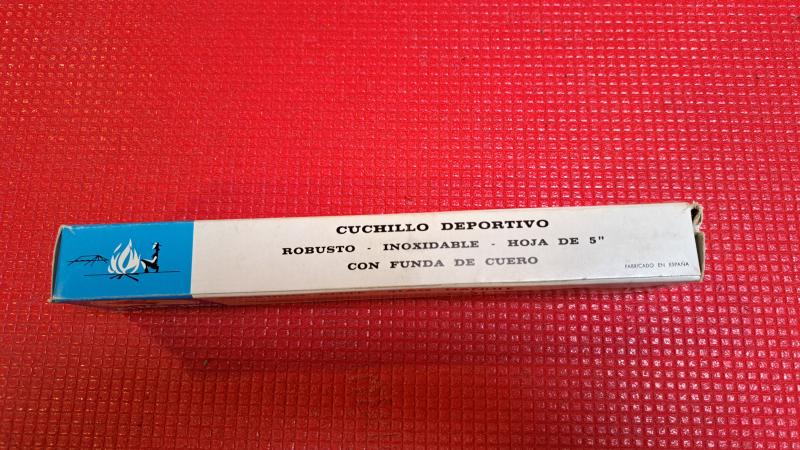 CUCHILLO DEPORTIVO
ROBUSTO - INOXIDABLE - HOJA DE 5"
CON FUNDA DE CUERO
FABRICADO EN ESPAÑA